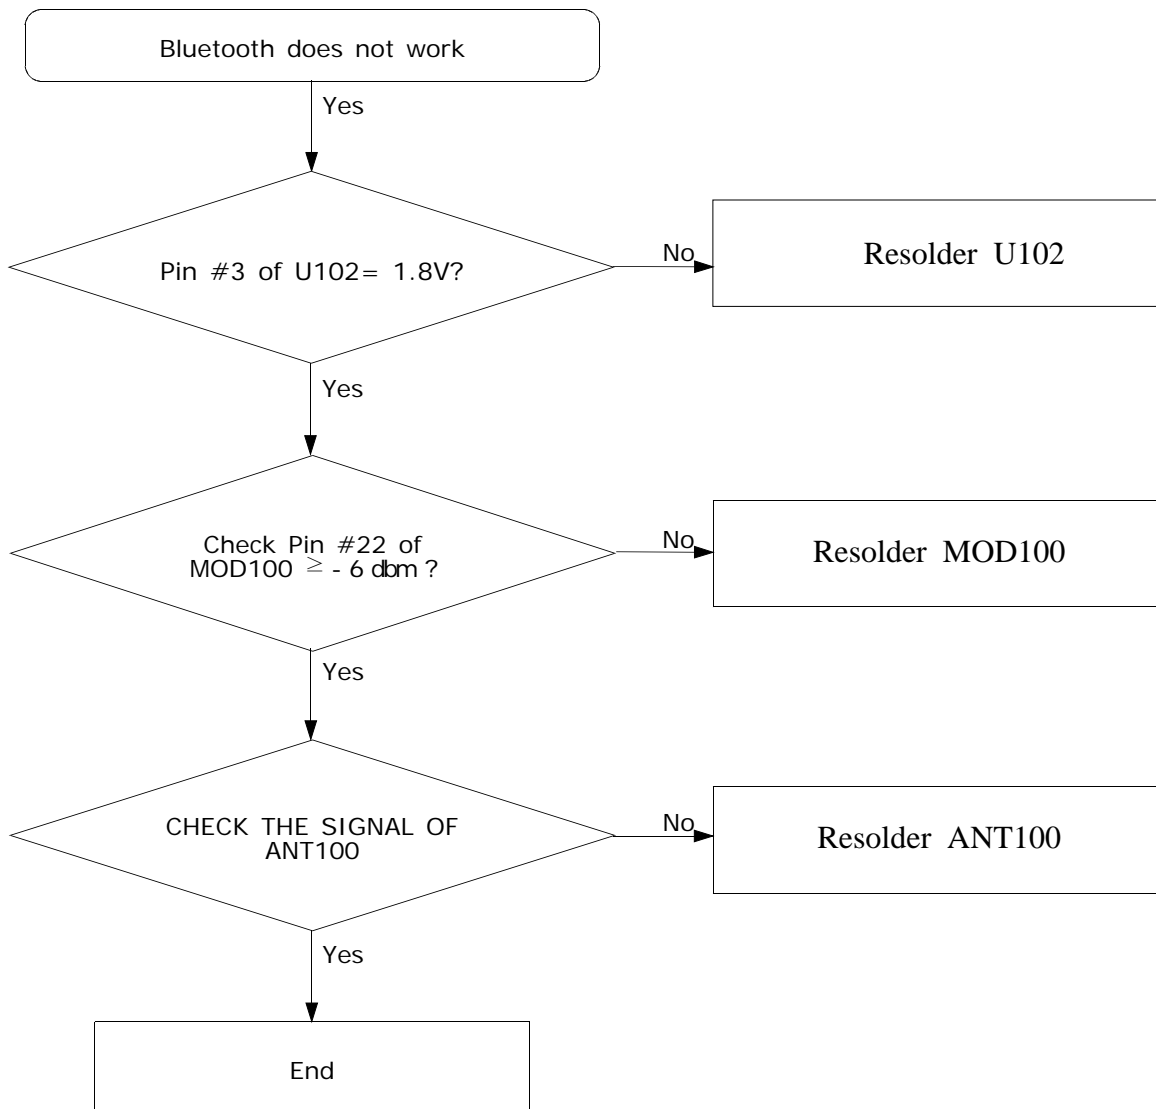 Bluetooth does not work
Yes
Pin #3 of U102= 1.8V?
No
Resolder U102
Yes
Check Pin #22 of
MOD100 ≥ - 6 dbm ?
No
Resolder MOD100
Yes
CHECK THE SIGNAL OF
ANT100
No
Resolder ANT100
Yes
End